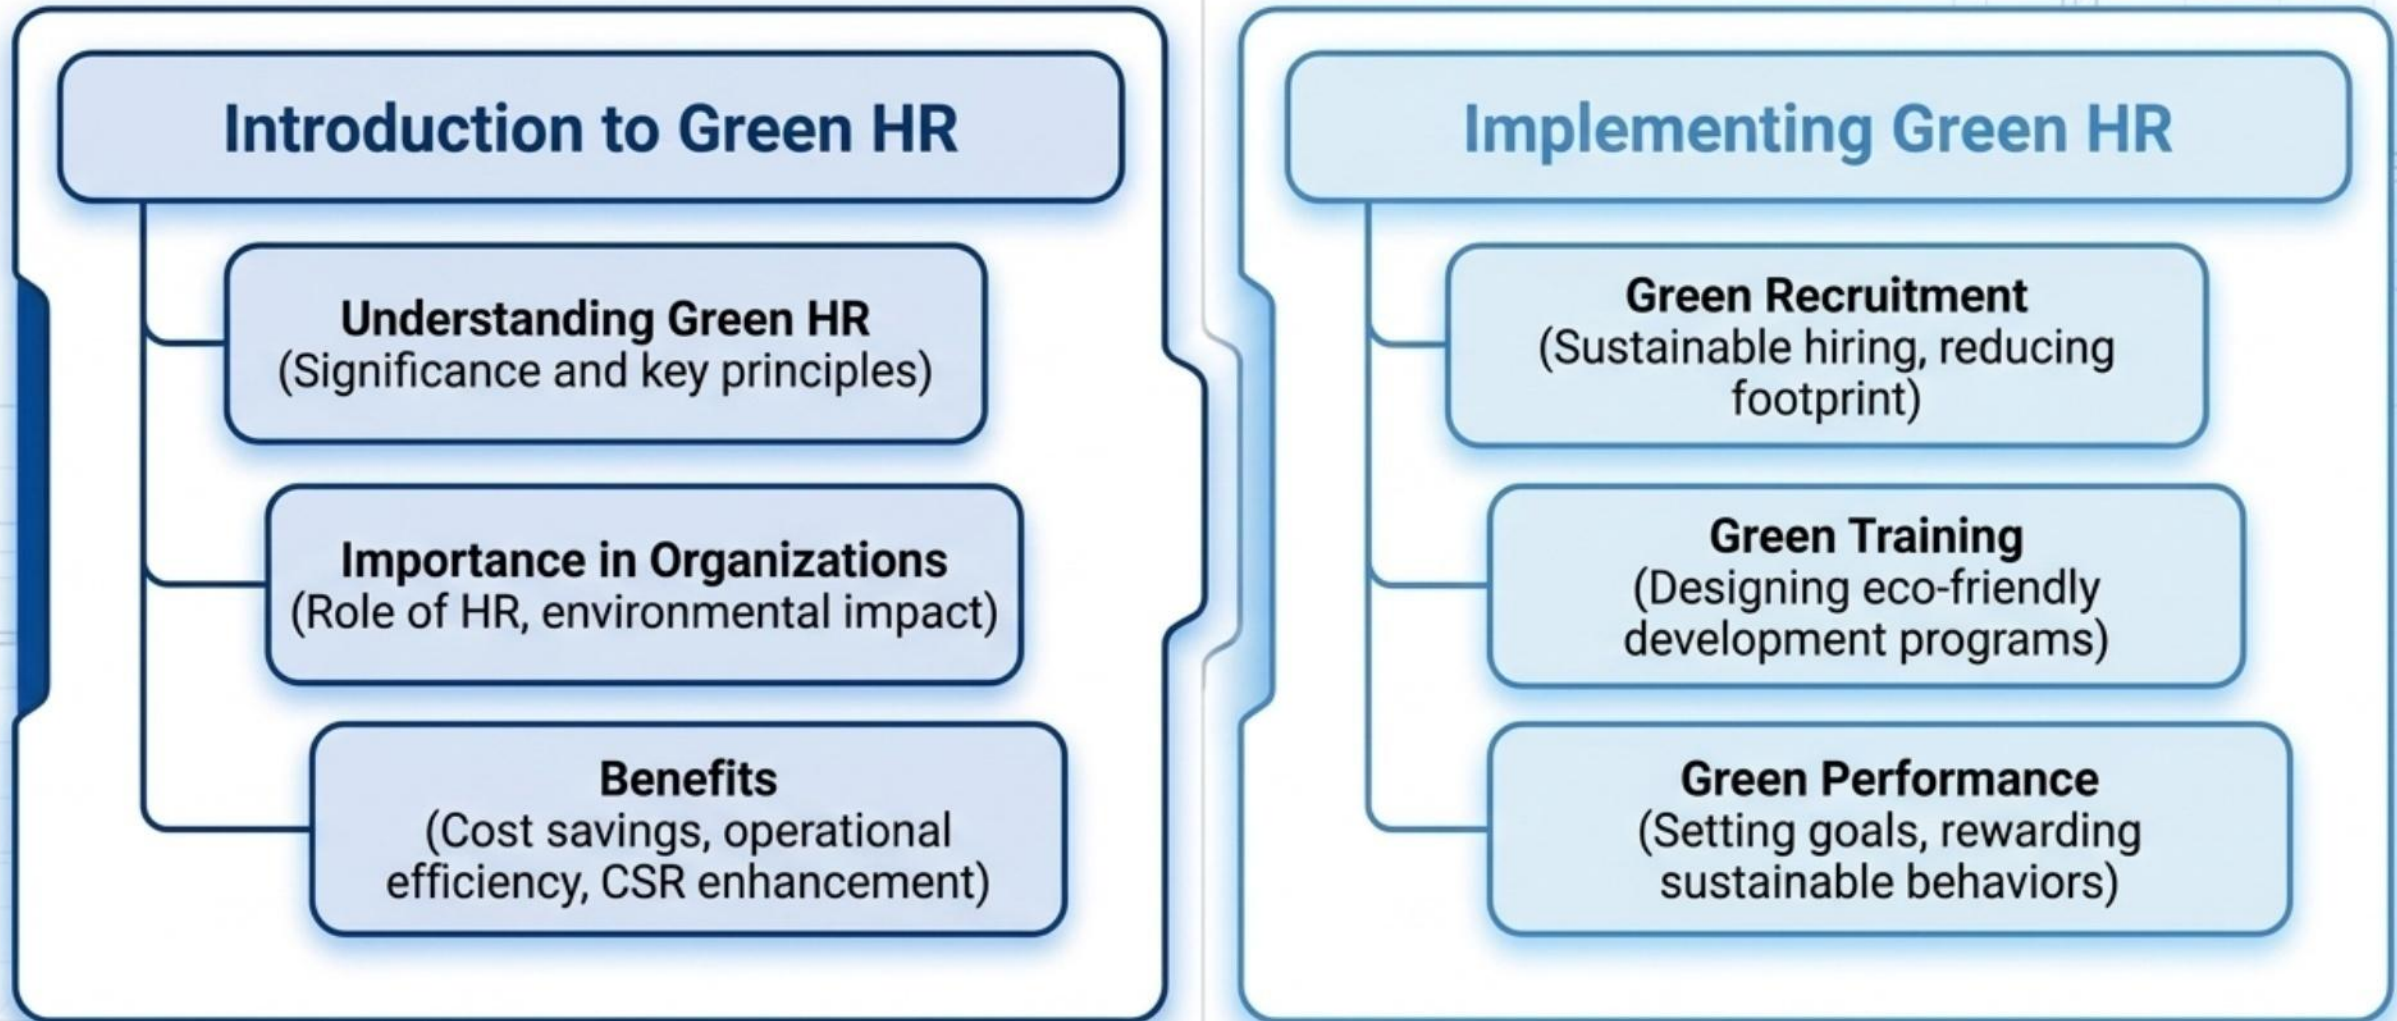 Introduction to Green HR
Understanding Green HR
(Significance and key principles)
Importance in Organizations
(Role of HR, environmental impact)
Benefits
(Cost savings, operational
efficiency, CSR enhancement)
Implementing Green HR
Green Recruitment
(Sustainable hiring, reducing
footprint)
Green Training
(Designing eco-friendly
development programs)
Green Performance
(Setting goals, rewarding
sustainable behaviors)